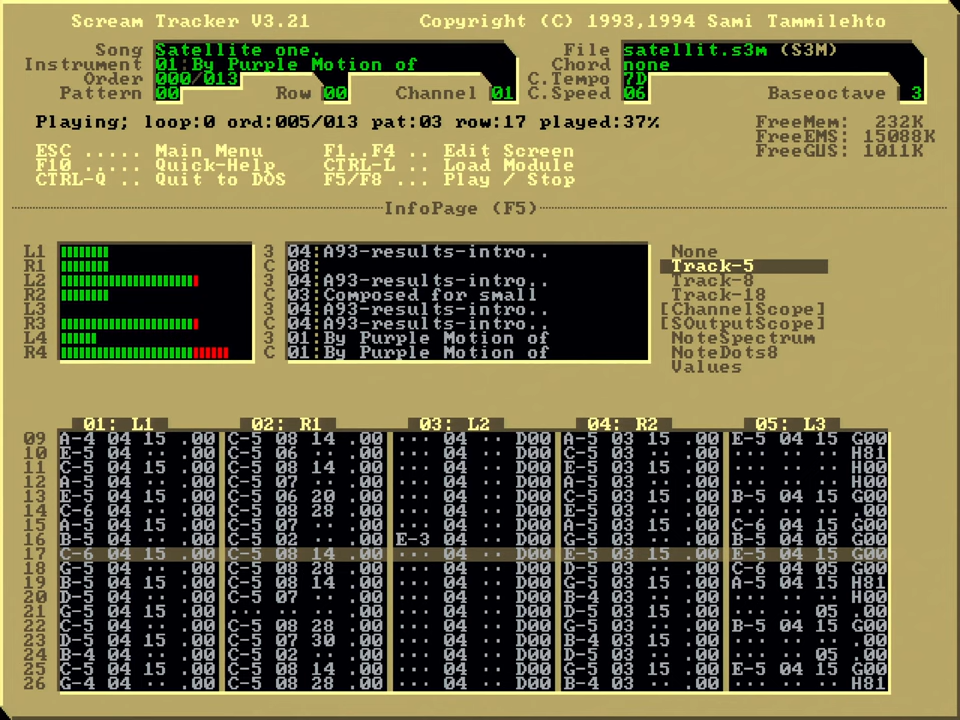 Scream Tracker V3.21 Copyright (C) 1993,1994 Sami Tammilehto
Song Satellite one. File satellit.s3m (S3M)
Instrument 01:By Purple Motion of Chord none
Order 000/013 C.Tempo 7D
Pattern 00 Row 00 Channel 01 C.Speed 06 Baseoctave 3
Playing; loop:0 ord:005/013 pat:03 row:17 played:37% FreeMem: 232K
FreeEMS: 15088K
ESC ..... Main Menu F1..F4 .. Edit Screen FreeGUS: 1011K
F10 ..... Quick-Help CTRL-L .. Load Module
CTRL-Q .. Quit to DOS F5/F8 ... Play / Stop
InfoPage (F5)
L1 3 04:A93-results-intro.. None
R1 C 08: Track-5
L2 3 04:A93-results-intro.. Track-8
R2 C 03:Composed for small Track-18
L3 3 04:A93-results-intro.. [ChannelScope]
R3 C 04:A93-results-intro.. [SOutputScope]
L4 3 01:By Purple Motion of NoteSpectrum
R4 C 01:By Purple Motion of NoteDots8
Values
01: L1 02: R1 03: L2 04: R2 05: L3
09 A-4 04 15 .00 C-5 08 14 .00 ··· 04 ·· D00 A-5 03 15 .00 E-5 04 15 G00
10 E-5 04 ·· .00 C-5 06 ·· .00 ··· 04 ·· D00 C-5 03 ·· .00 ··· ·· ·· H81
11 C-5 04 15 .00 C-5 08 14 .00 ··· 04 ·· D00 E-5 03 15 .00 ··· ·· ·· H00
12 A-5 04 ·· .00 C-5 07 ·· .00 ··· 04 ·· D00 A-5 03 ·· .00 ··· ·· ·· H00
13 E-5 04 15 .00 C-5 06 20 .00 ··· 04 ·· D00 C-5 03 15 .00 B-5 04 15 G00
14 C-6 04 ·· .00 C-5 08 28 .00 ··· 04 ·· D00 E-5 03 ·· .00 ··· ·· ·· .00
15 A-5 04 15 .00 C-5 07 ·· .00 ··· 04 ·· D00 A-5 03 15 .00 C-6 04 15 G00
16 B-5 04 ·· .00 C-5 02 ·· .00 E-3 04 ·· D00 G-5 03 ·· .00 B-5 04 05 G00
17 C-6 04 15 .00 C-5 08 14 .00 ··· 04 ·· D00 E-5 03 15 .00 E-5 04 15 G00
18 G-5 04 ·· .00 C-5 08 28 .00 ··· 04 ·· D00 D-5 03 ·· .00 C-6 04 05 G00
19 B-5 04 15 .00 C-5 08 14 .00 ··· 04 ·· D00 G-5 03 15 .00 A-5 04 15 H81
20 D-5 04 ·· .00 C-5 07 ·· .00 ··· 04 ·· D00 B-4 03 ·· .00 ··· ·· ·· H00
21 G-5 04 15 .00 ··· ·· ·· .00 ··· 04 ·· D00 D-5 03 15 .00 ··· ·· 05 .00
22 G-5 04 ·· .00 C-5 08 28 .00 ··· 04 ·· D00 G-5 03 ·· .00 B-5 04 15 G00
23 D-5 04 15 .00 C-5 07 30 .00 ··· 04 ·· D00 B-4 03 15 .00 ··· ·· ·· .00
24 B-4 04 ·· .00 C-5 02 ·· .00 ··· 04 ·· D00 D-5 03 ·· .00 ··· ·· 05 .00
25 C-5 04 15 .00 C-5 08 14 .00 ··· 04 ·· D00 G-5 03 15 .00 E-5 04 15 G00
26 G-4 04 ·· .00 C-5 08 28 .00 ··· 04 ·· D00 B-4 03 ·· .00 ··· ·· ·· H81